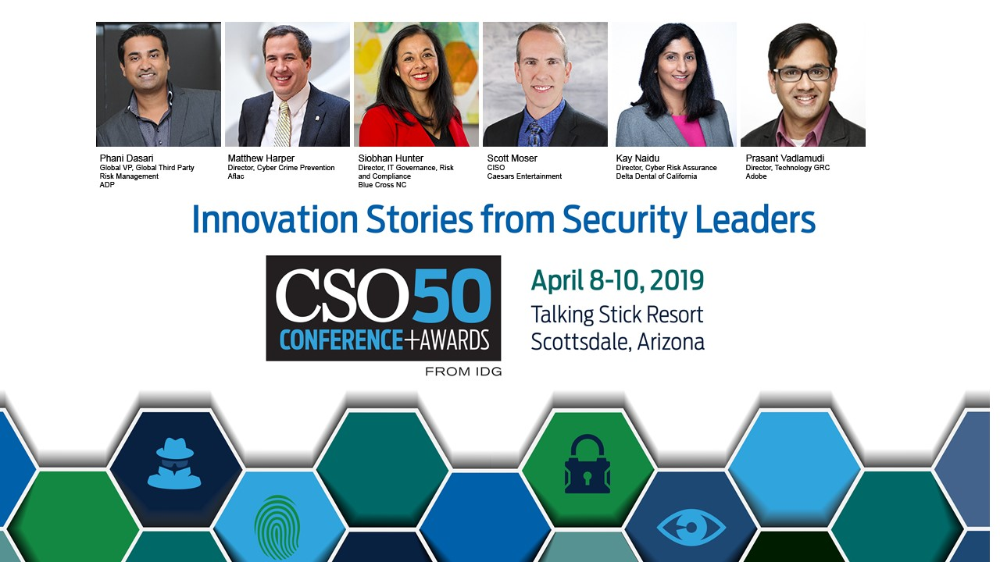 Phani Dasari
Global VP, Global Third Party
Risk Management
ADP
Matthew Harper
Director, Cyber Crime Prevention
Aflac
Siobhan Hunter
Director, IT Governance, Risk
and Compliance
Blue Cross NC
Scott Moser
CISO
Caesars Entertainment
Kay Naidu
Director, Cyber Risk Assurance
Delta Dental of California
Prasant Vadlamudi
Director, Technology GRC
Adobe
Innovation Stories from Security Leaders
CSO50
CONFERENCE+AWARDS
FROM IDG
April 8-10, 2019
Talking Stick Resort
Scottsdale, Arizona